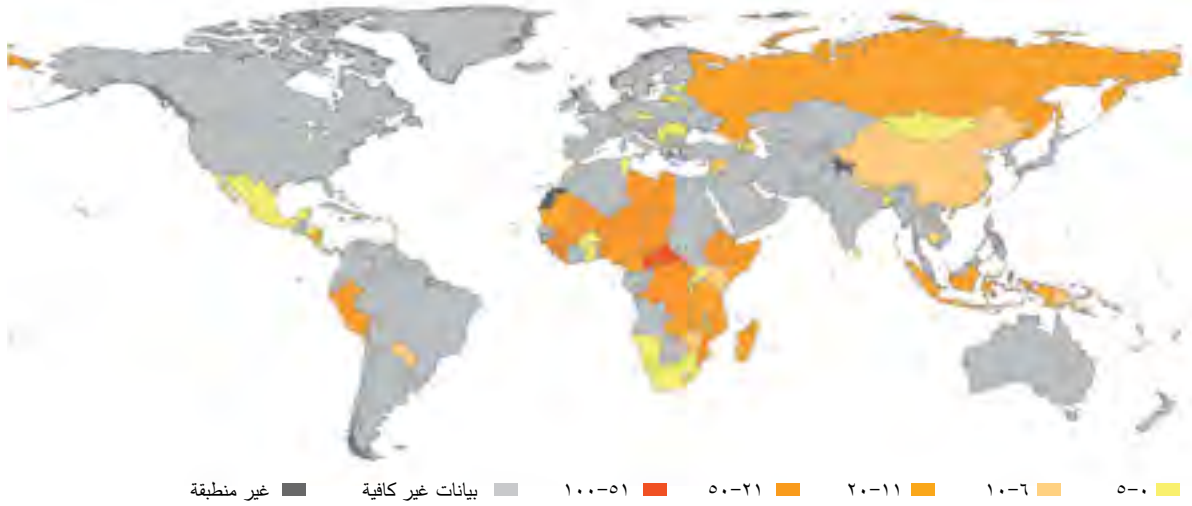 ٠-٥ ٦-١٠ ١١-٢٠ ٢١-٥٠ ٥١-١٠٠ بيانات غير كافية غير منطبقة